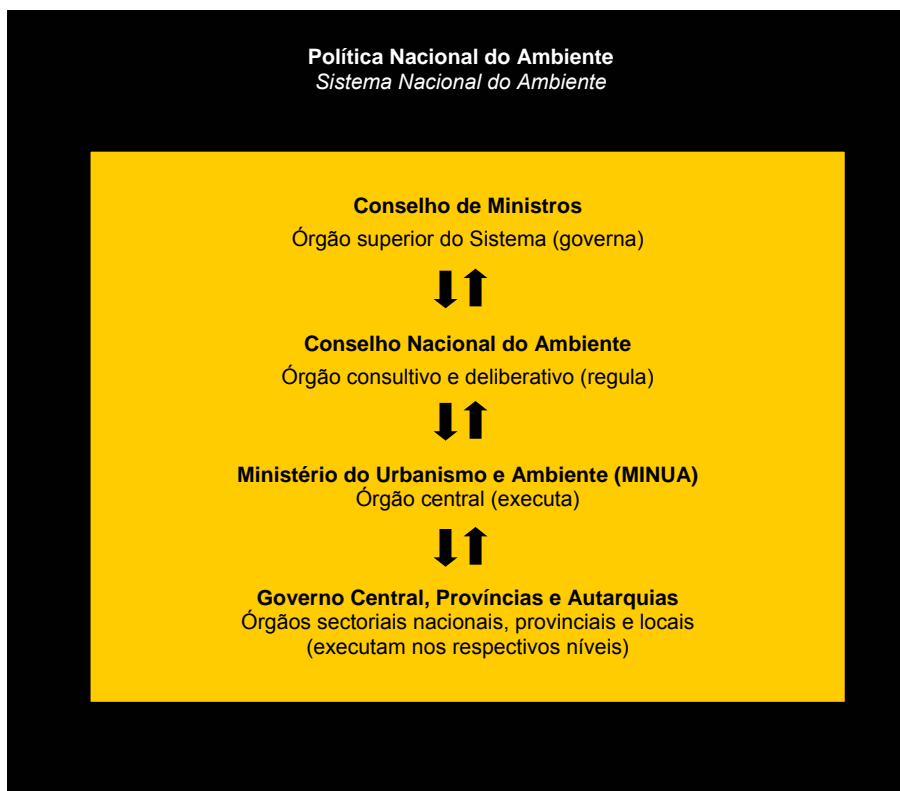 Política Nacional do Ambiente
Sistema Nacional do Ambiente
Conselho de Ministros
Órgão superior do Sistema (governa)
Conselho Nacional do Ambiente
Órgão consultivo e deliberativo (regula)
Ministério do Urbanismo e Ambiente (MINUA)
Órgão central (executa)
Governo Central, Províncias e Autarquias
Órgãos sectoriais nacionais, provinciais e locais
(executam nos respectivos níveis)